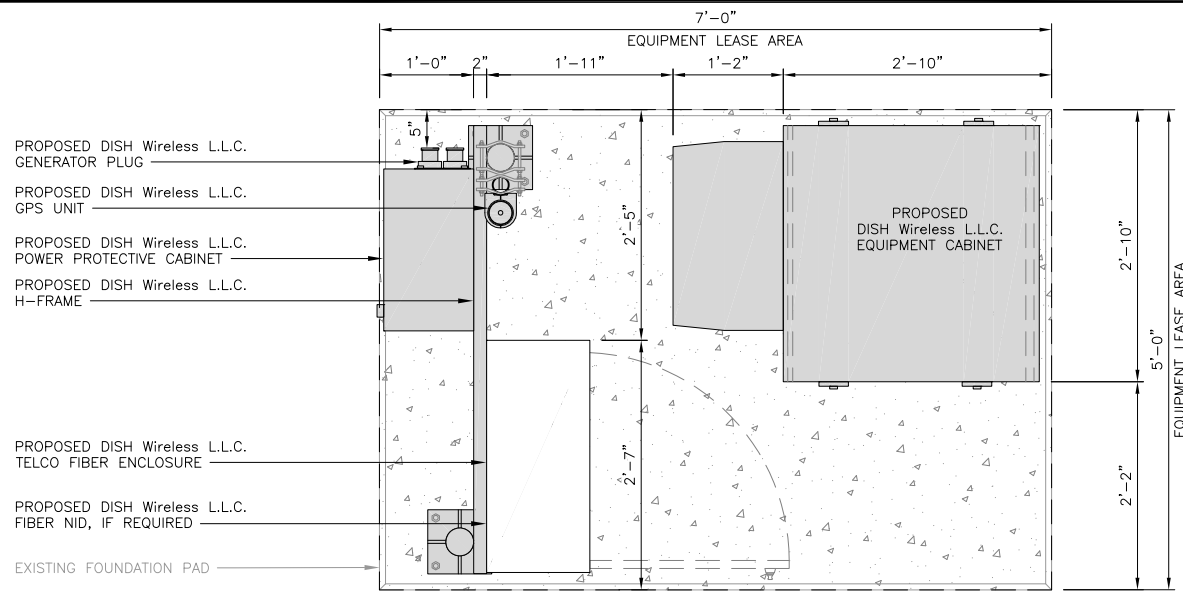 7'-0"
EQUIPMENT LEASE AREA
1'-0"
2"
1'-11"
1'-2"
2'-10"
5"
PROPOSED DISH Wireless L.L.C.
GENERATOR PLUG
PROPOSED DISH Wireless L.L.C.
GPS UNIT
PROPOSED DISH Wireless L.L.C.
POWER PROTECTIVE CABINET
PROPOSED DISH Wireless L.L.C.
H-FRAME
PROPOSED DISH Wireless L.L.C.
TELCO FIBER ENCLOSURE
PROPOSED DISH Wireless L.L.C.
FIBER NID, IF REQUIRED
EXISTING FOUNDATION PAD
2'-5"
2'-7"
PROPOSED
DISH Wireless L.L.C.
EQUIPMENT CABINET
2'-10"
2'-2"
5'-0"
EQUIPMENT LEASE AREA